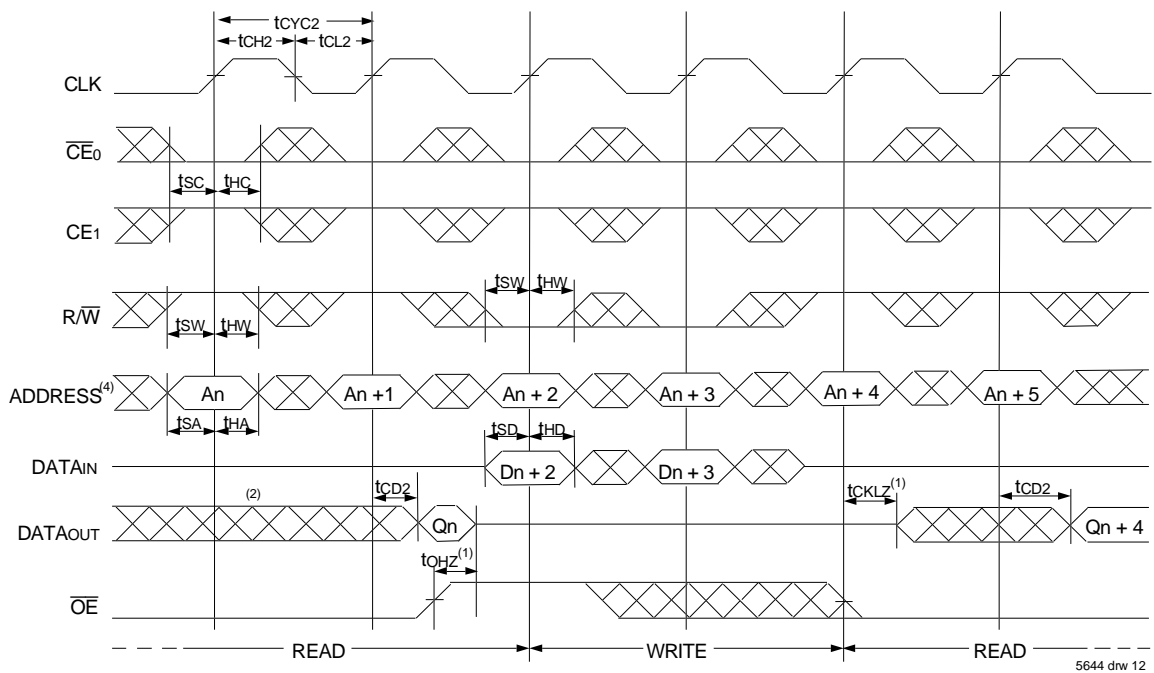 tCYC2
tCH2 tCL2
CLK
CE0
tSC tHC
CE1
tSW tHW
R/W
tSW tHW
ADDRESS(4) An An +1 An + 2 An + 3 An + 4 An + 5
tSA tHA tSD tHD
DATAIN Dn + 2 Dn + 3
(2) tCD2 tCKLZ(1) tCD2
DATAOUT Qn Qn + 4
tOHZ(1)
OE
READ WRITE READ
5644 drw 12